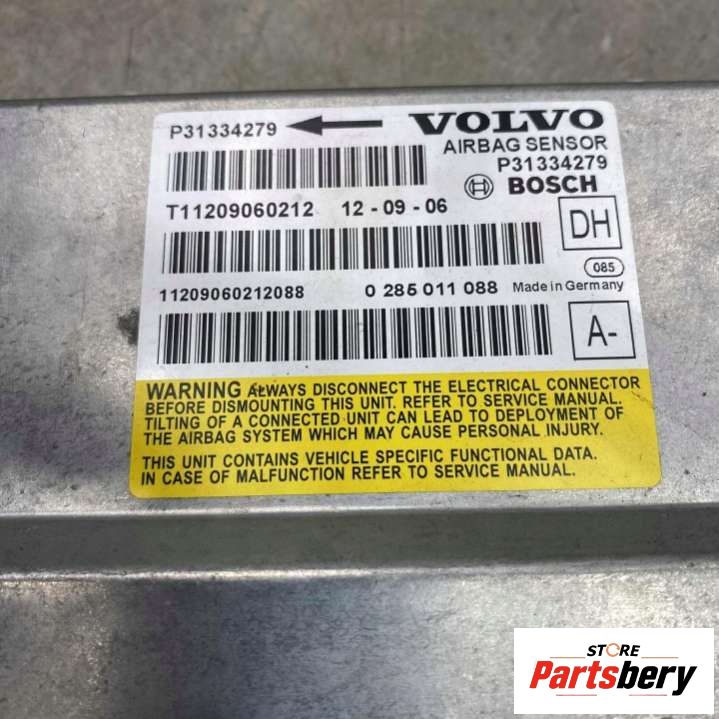 P31334279
VOLVO
AIRBAG SENSOR
P31334279
BOSCH
T11209060212 12 - 09 - 06
DH
085
11209060212088 0 285 011 088 Made in Germany
A-
WARNING ALWAYS DISCONNECT THE ELECTRICAL CONNECTOR
BEFORE DISMOUNTING THIS UNIT. REFER TO SERVICE MANUAL.
TILTING OF A CONNECTED UNIT CAN LEAD TO DEPLOYMENT OF
THE AIRBAG SYSTEM WHICH MAY CAUSE PERSONAL INJURY.
THIS UNIT CONTAINS VEHICLE SPECIFIC FUNCTIONAL DATA.
IN CASE OF MALFUNCTION REFER TO SERVICE MANUAL.
STORE
Partsbery